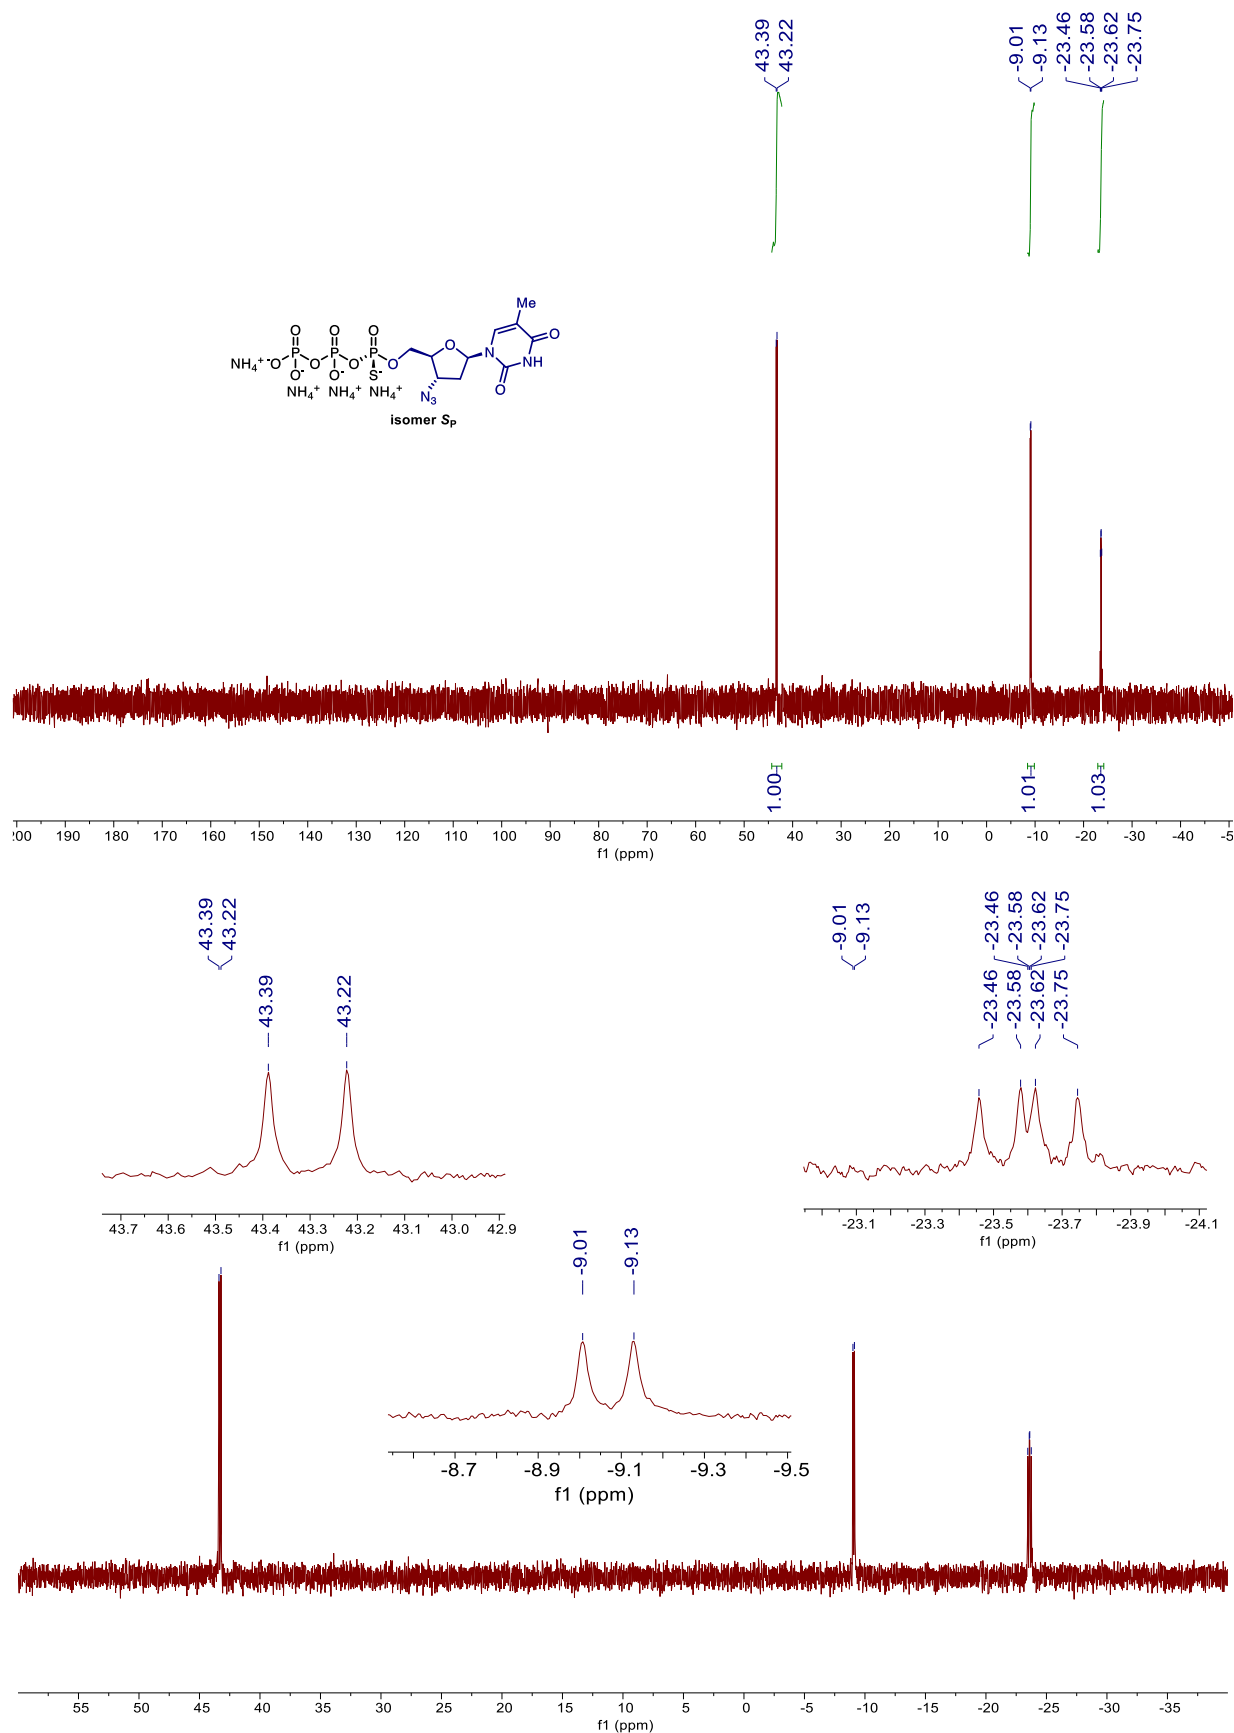 43.39
43.22
-9.01
-9.13
-23.46
-23.58
-23.62
-23.75
Me
O O O
NH4+ -O P O P O P O
O- O- S-
NH4+ NH4+ NH4+
O N NH O O
N3
isomer SP
1.00
1.01
1.03
200 190 180 170 160 150 140 130 120 110 100 90 80 70 60 50 40 30 20 10 0 -10 -20 -30 -40 -5
f1 (ppm)
43.39
43.22
-9.01
-9.13
-23.46
-23.58
-23.62
-23.75
43.39
43.22
-23.46
-23.58
-23.62
-23.75
43.7 43.6 43.5 43.4 43.3 43.2 43.1 43.0 42.9
f1 (ppm)
-23.1 -23.3 -23.5 -23.7 -23.9 -24.1
f1 (ppm)
-9.01
-9.13
-8.7 -8.9 -9.1 -9.3 -9.5
f1 (ppm)
55 50 45 40 35 30 25 20 15 10 5 0 -5 -10 -15 -20 -25 -30 -35
f1 (ppm)